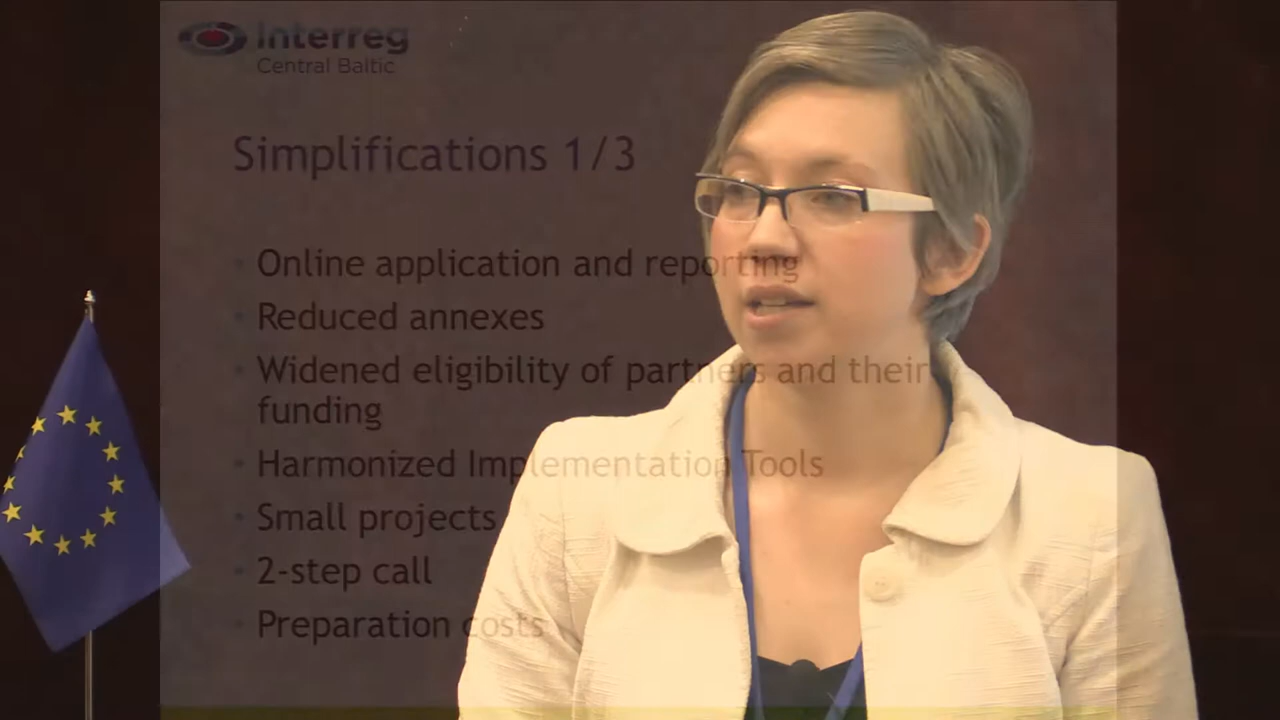 Interreg
Central Baltic
Simplifications 1/3
Online application and reporting
Reduced annexes
Widened eligibility of partners and their
funding
Harmonized Implementation Tools
Small projects
2-step call
Preparation costs